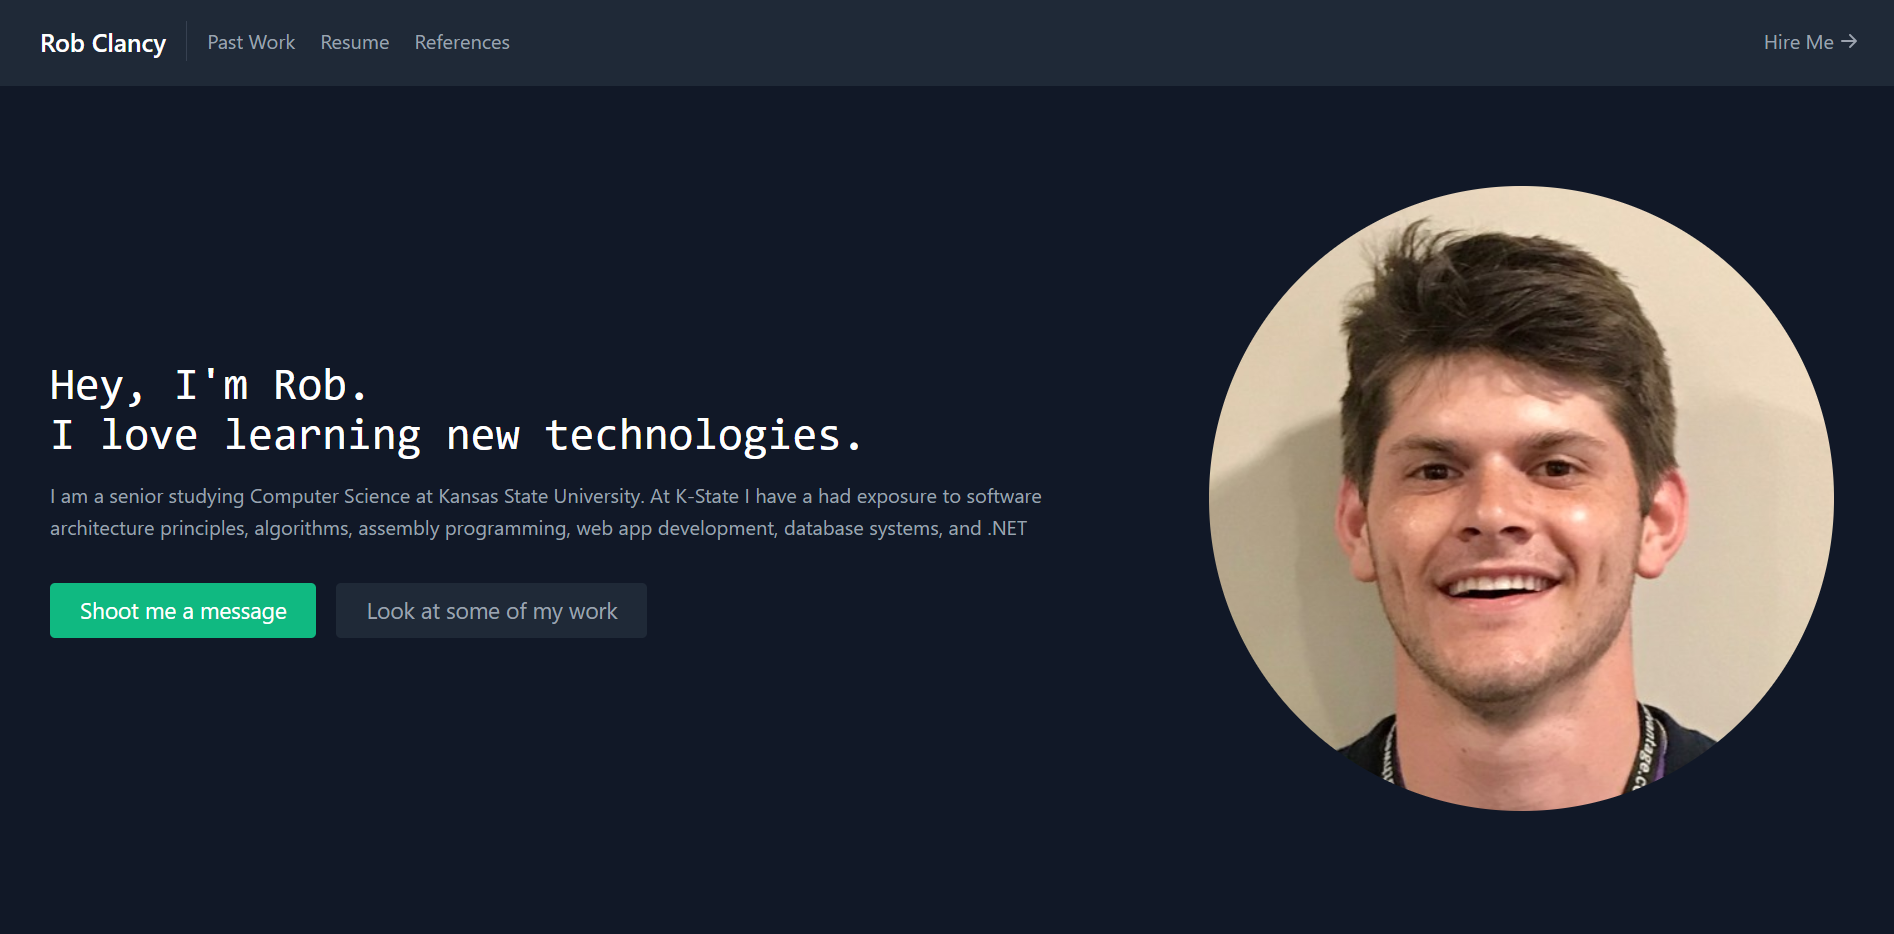 Rob Clancy Past Work Resume References Hire Me →
Hey, I'm Rob.
I love learning new technologies.
I am a senior studying Computer Science at Kansas State University. At K-State I have a had exposure to software
architecture principles, algorithms, assembly programming, web app development, database systems, and .NET
Shoot me a message Look at some of my work